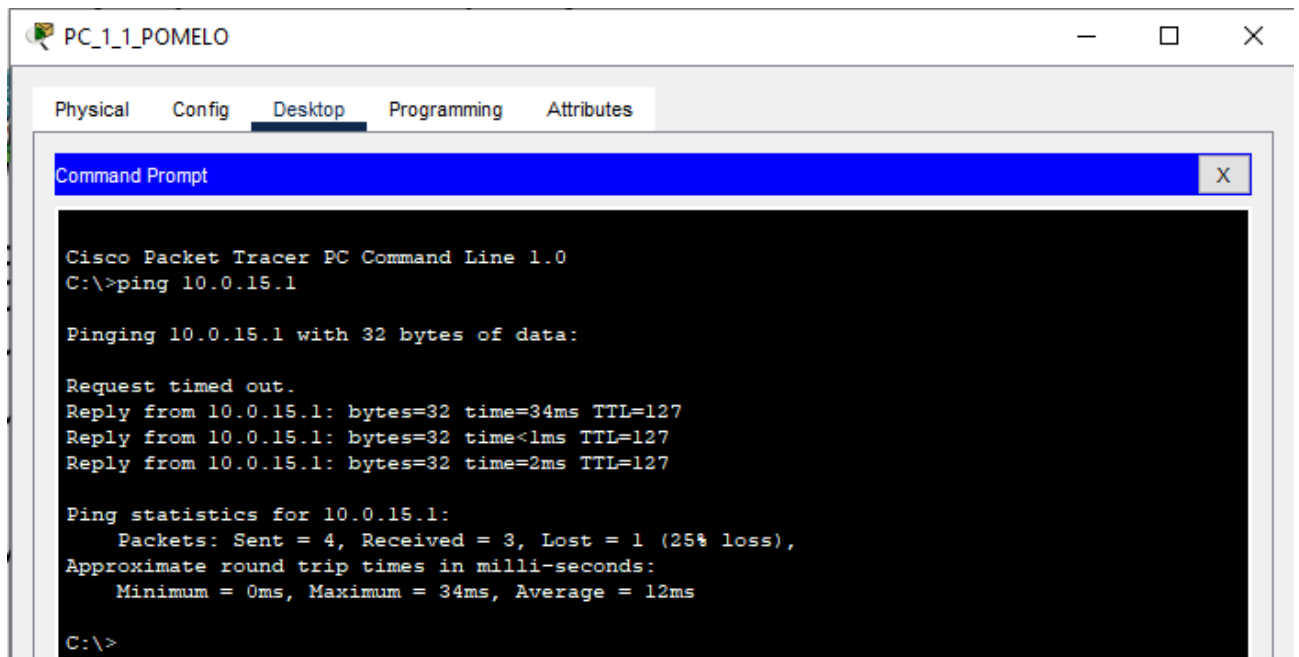 PC_1_1_POMELO
Physical Config Desktop Programming Attributes
Command Prompt
X
Cisco Packet Tracer PC Command Line 1.0
C:\>ping 10.0.15.1
Pinging 10.0.15.1 with 32 bytes of data:
Request timed out.
Reply from 10.0.15.1: bytes=32 time=34ms TTL=127
Reply from 10.0.15.1: bytes=32 time<1ms TTL=127
Reply from 10.0.15.1: bytes=32 time=2ms TTL=127
Ping statistics for 10.0.15.1:
Packets: Sent = 4, Received = 3, Lost = 1 (25% loss),
Approximate round trip times in milli-seconds:
Minimum = 0ms, Maximum = 34ms, Average = 12ms
C:\>